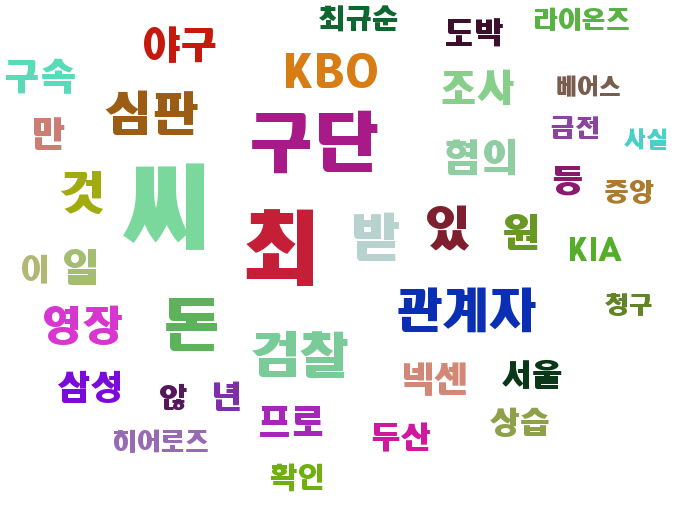 최규순
라이온즈
도박
야구
구속
KBO
조사
베어스
심판
만
구단
금전
사실
혐의
것
씨
등
중앙
최
받
있
원
KIA
이
일
관계자
청구
영장
돈
검찰
삼성
않
년
넥센
서울
프로
상습
히어로즈
두산
확인